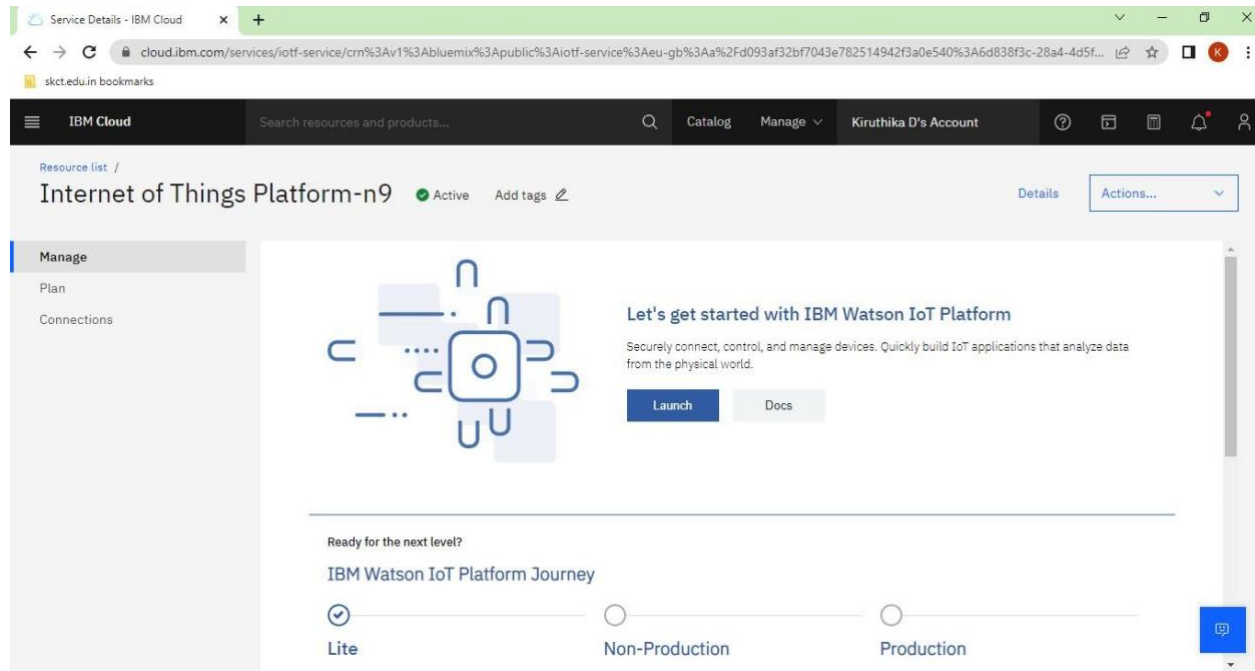 Service Details - IBM Cloud
cloud.ibm.com/services/iotf-service/crn%3Av1%3Abluemix%3Apublic%3Aiotf-service%3Aeu-gb%3Aa%2Fd093af32bf7043e782514942f3a0e540%3A6d838f3c-28a4-4d5f...
K
skct.edu.in bookmarks
IBM Cloud
Search resources and products...
Catalog
Manage
Kiruthika D's Account
Resource list /
Internet of Things Platform-n9
Active
Add tags
Details
Actions...
Manage
Plan
Connections
Let's get started with IBM Watson IoT Platform
Securely connect, control, and manage devices. Quickly build IoT applications that analyze data
from the physical world.
Launch
Docs
Ready for the next level?
IBM Watson IoT Platform Journey
Lite
Non-Production
Production